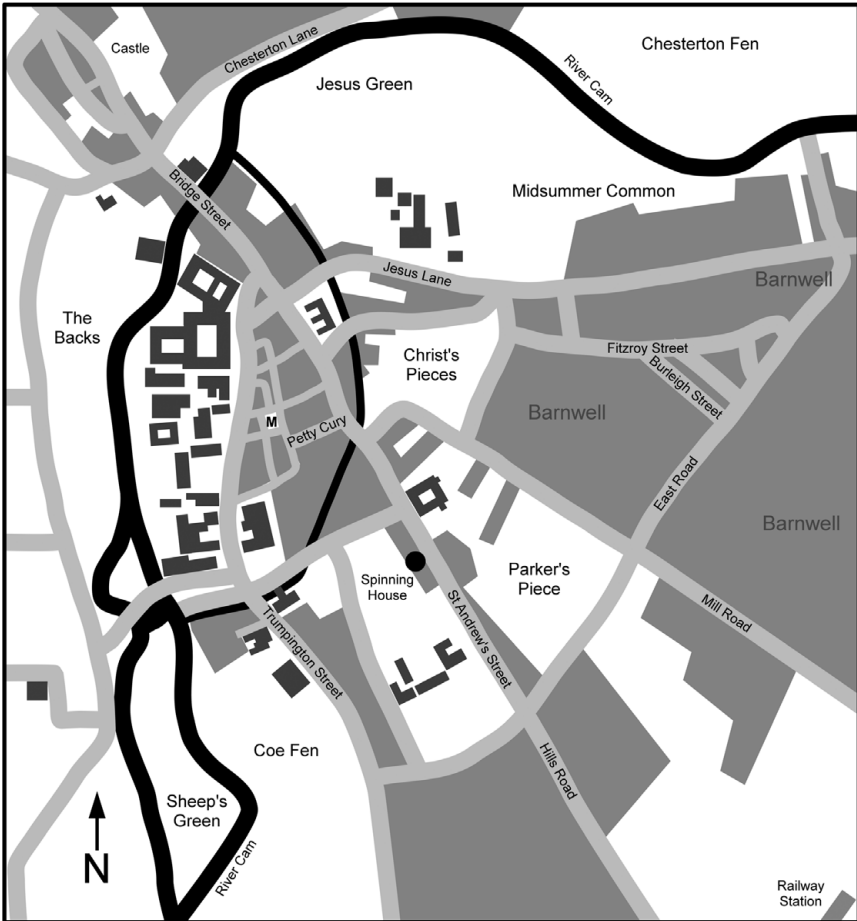 Castle
Chesterton Lane
Chesterton Fen
River Cam
Jesus Green
Bridge Street
Midsummer Common
Jesus Lane
Barnwell
The
Backs
Christ's
Pieces
Fitzroy Street
Burleigh Street
M
Petty Cury
Barnwell
East Road
Barnwell
Spinning
House
Parker's
Piece
Mill Road
Trumpington Street
St Andrew's Street
Coe Fen
Hills Road
Sheep's
Green
N
River Cam
Railway
Station